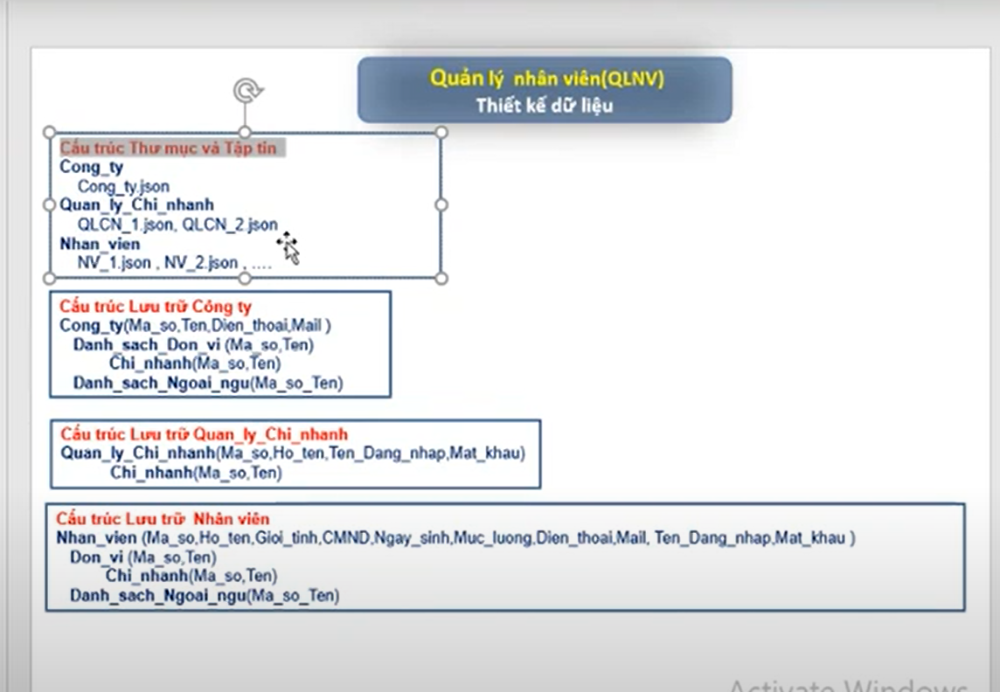 Quản lý nhân viên(QLNV)
Thiết kế dữ liệu
Cấu trúc Thư mục và Tập tin
Cong_ty
Cong_ty.json
Quan_ly_Chi_nhanh
QLCN_1.json, QLCN_2.json
Nhan_vien
NV_1.json , NV_2.json , ....
Cấu trúc Lưu trữ Công ty
Cong_ty(Ma_so,Ten,Dien_thoai,Mail )
Danh_sach_Don_vi (Ma_so,Ten)
Chi_nhanh(Ma_so,Ten)
Danh_sach_Ngoai_ngu(Ma_so_Ten)
Cấu trúc Lưu trữ Quan_ly_Chi_nhanh
Quan_ly_Chi_nhanh(Ma_so,Ho_ten,Ten_Dang_nhap,Mat_khau)
Chi_nhanh(Ma_so,Ten)
Cấu trúc Lưu trữ Nhân viên
Nhan_vien (Ma_so,Ho_ten,Gioi_tinh,CMND,Ngay_sinh,Muc_luong,Dien_thoai,Mail, Ten_Dang_nhap,Mat_khau )
Don_vi (Ma_so,Ten)
Chi_nhanh(Ma_so,Ten)
Danh_sach_Ngoai_ngu(Ma_so_Ten)
Activate Windows